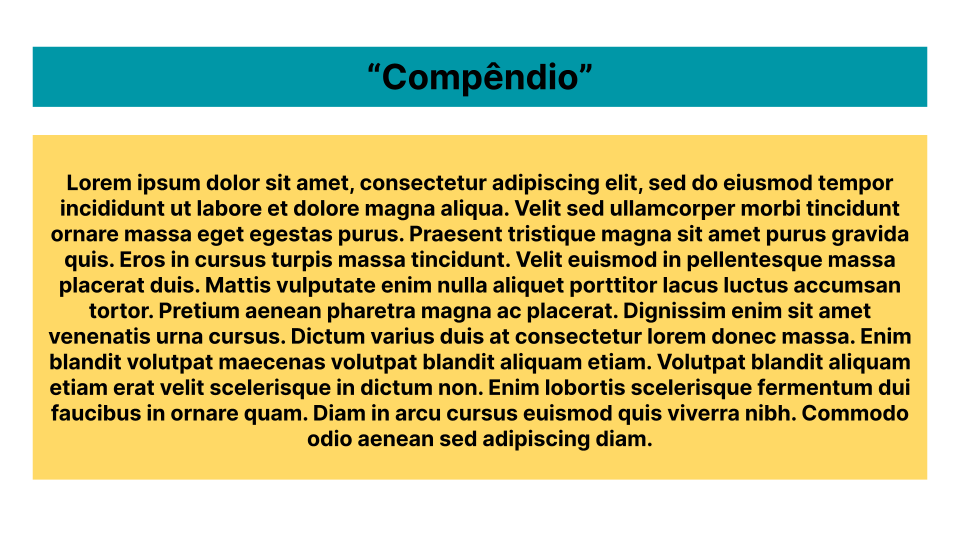 “Compêndio”
Lorem ipsum dolor sit amet, consectetur adipiscing elit, sed do eiusmod tempor
incididunt ut labore et dolore magna aliqua. Velit sed ullamcorper morbi tincidunt
ornare massa eget egestas purus. Praesent tristique magna sit amet purus gravida
quis. Eros in cursus turpis massa tincidunt. Velit euismod in pellentesque massa
placerat duis. Mattis vulputate enim nulla aliquet porttitor lacus luctus accumsan
tortor. Pretium aenean pharetra magna ac placerat. Dignissim enim sit amet
venenatis urna cursus. Dictum varius duis at consectetur lorem donec massa. Enim
blandit volutpat maecenas volutpat blandit aliquam etiam. Volutpat blandit aliquam
etiam erat velit scelerisque in dictum non. Enim lobortis scelerisque fermentum dui
faucibus in ornare quam. Diam in arcu cursus euismod quis viverra nibh. Commodo
odio aenean sed adipiscing diam.